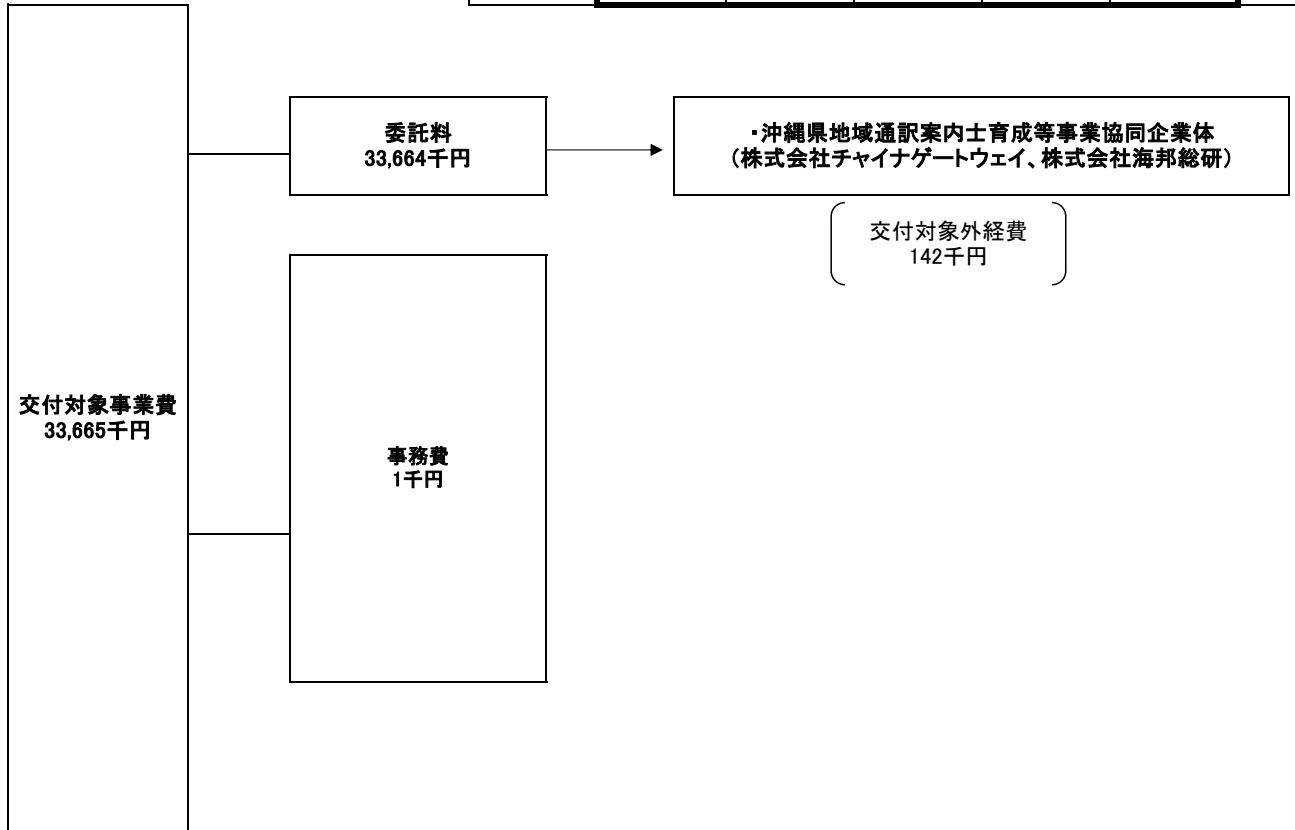 委託料
33,664千円
・沖縄県地域通訳案内士育成等事業協同企業体
（株式会社チャイナゲートウェイ、株式会社海邦総研）
交付対象外経費
142千円
交付対象事業費
33,665千円
事務費
1千円